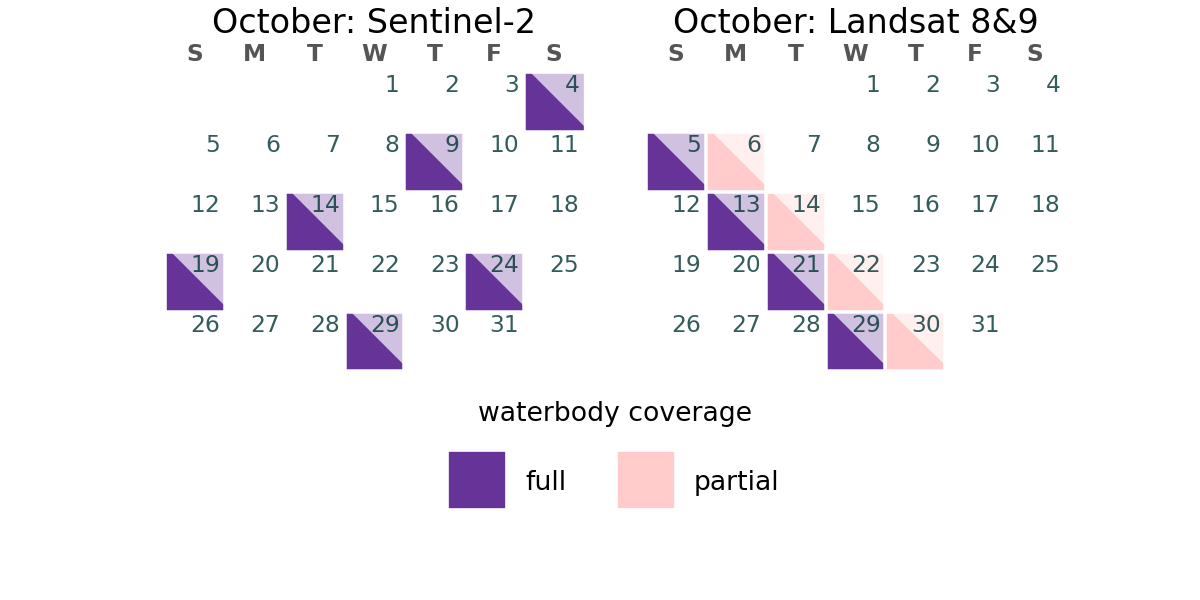 October: Sentinel-2
S M T W T F S
1 2 3 4
5 6 7 8 9 10 11
12 13 14 15 16 17 18
19 20 21 22 23 24 25
26 27 28 29 30 31
October: Landsat 8&9
S M T W T F S
1 2 3 4
5 6 7 8 9 10 11
12 13 14 15 16 17 18
19 20 21 22 23 24 25
26 27 28 29 30 31
waterbody coverage
full partial